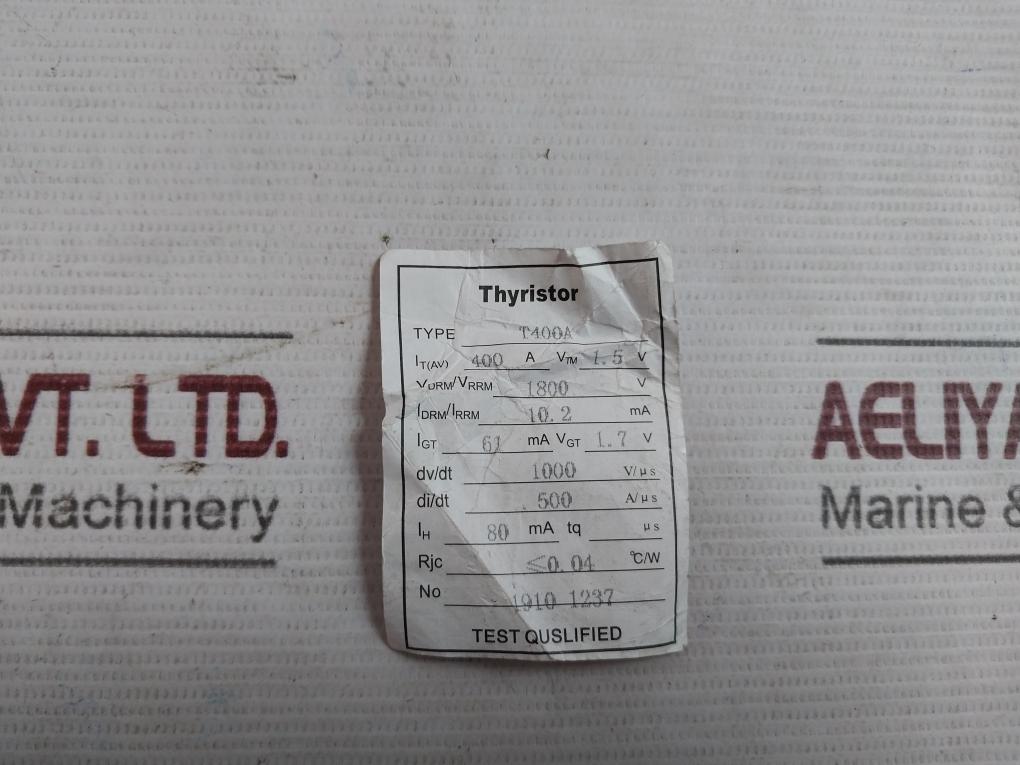 Thyristor
TYPE T400A
IT(AV) 400 A VTM 1.5 V
VDRM/VRRM 1800 V
IDRM/IRRM 10.2 mA
IGT 61 mA VGT 1.7 V
dv/dt 1000 V/μs
di/dt 500 A/μs
IH 80 mA tq μs
Rjc ≤0.04 ℃/W
No 1910 1237
TEST QUSLIFIED
VT. LTD.
Machinery
AELIYA
Marine &